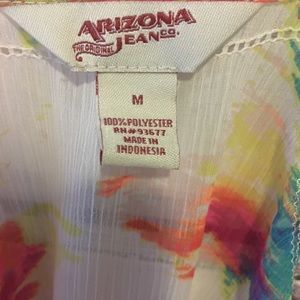 ARIZONA
THE ORIGINAL JEAN CO.
M
100% POLYESTER
RN# 93677
MADE IN
INDONESIA